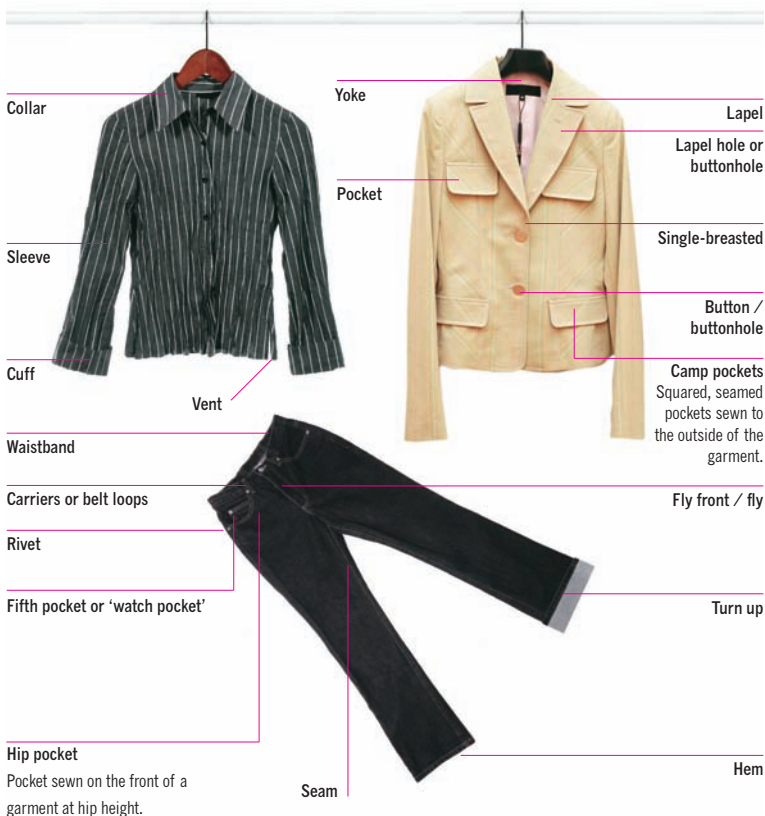 Collar
Sleeve
Cuff
Vent
Yoke
Pocket
Lapel
Lapel hole or
buttonhole
Single-breasted
Button /
buttonhole
Camp pockets
Squared, seamed
pockets sewn to
the outside of the
garment.
Waistband
Carriers or belt loops
Rivet
Fifth pocket or ‘watch pocket’
Hip pocket
Pocket sewn on the front of a
garment at hip height.
Seam
Fly front / fly
Turn up
Hem